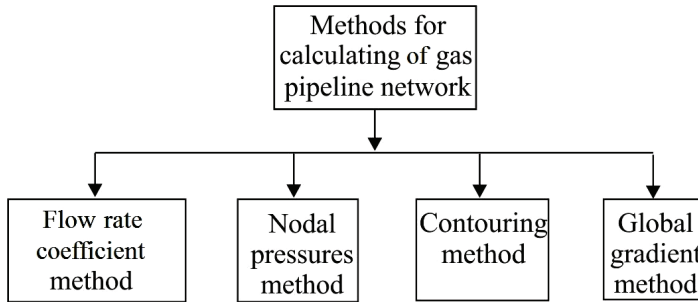 Methods for
calculating of gas
pipeline network
Flow rate
coefficient
method
Nodal
pressures
method
Contouring
method
Global
gradient
method